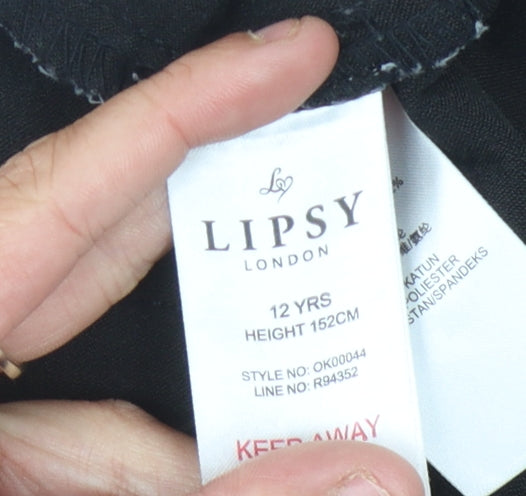 LIPSY
LONDON
12 YRS
HEIGHT 152CM
STYLE NO: OK00044
LINE NO: R94352
KEEP AWAY
%
KATUN
POLIESTER
STAN/SPANDEKS